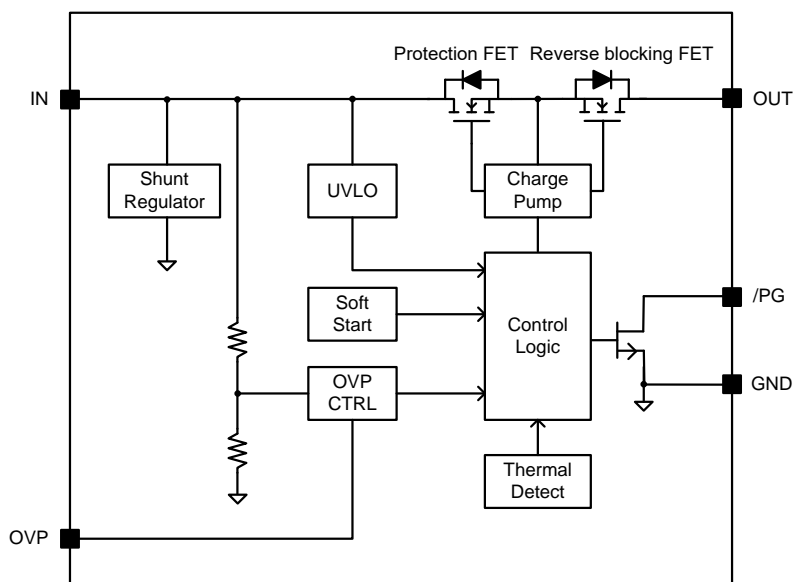 Protection FET
Reverse blocking FET
IN
OUT
Shunt
Regulator
UVLO
Charge
Pump
Soft
Start
Control
Logic
/PG
OVP
CTRL
GND
Thermal
Detect
OVP